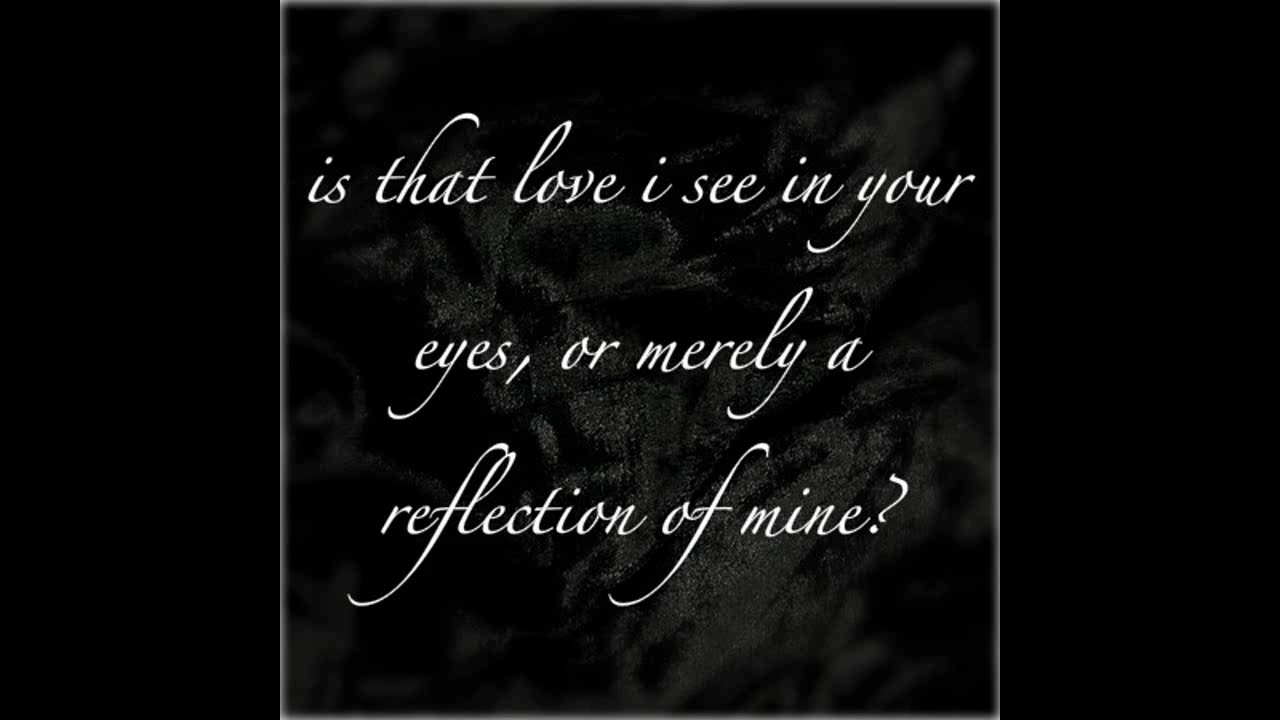 is that love i see in your
eyes, or merely a
reflection of mine?